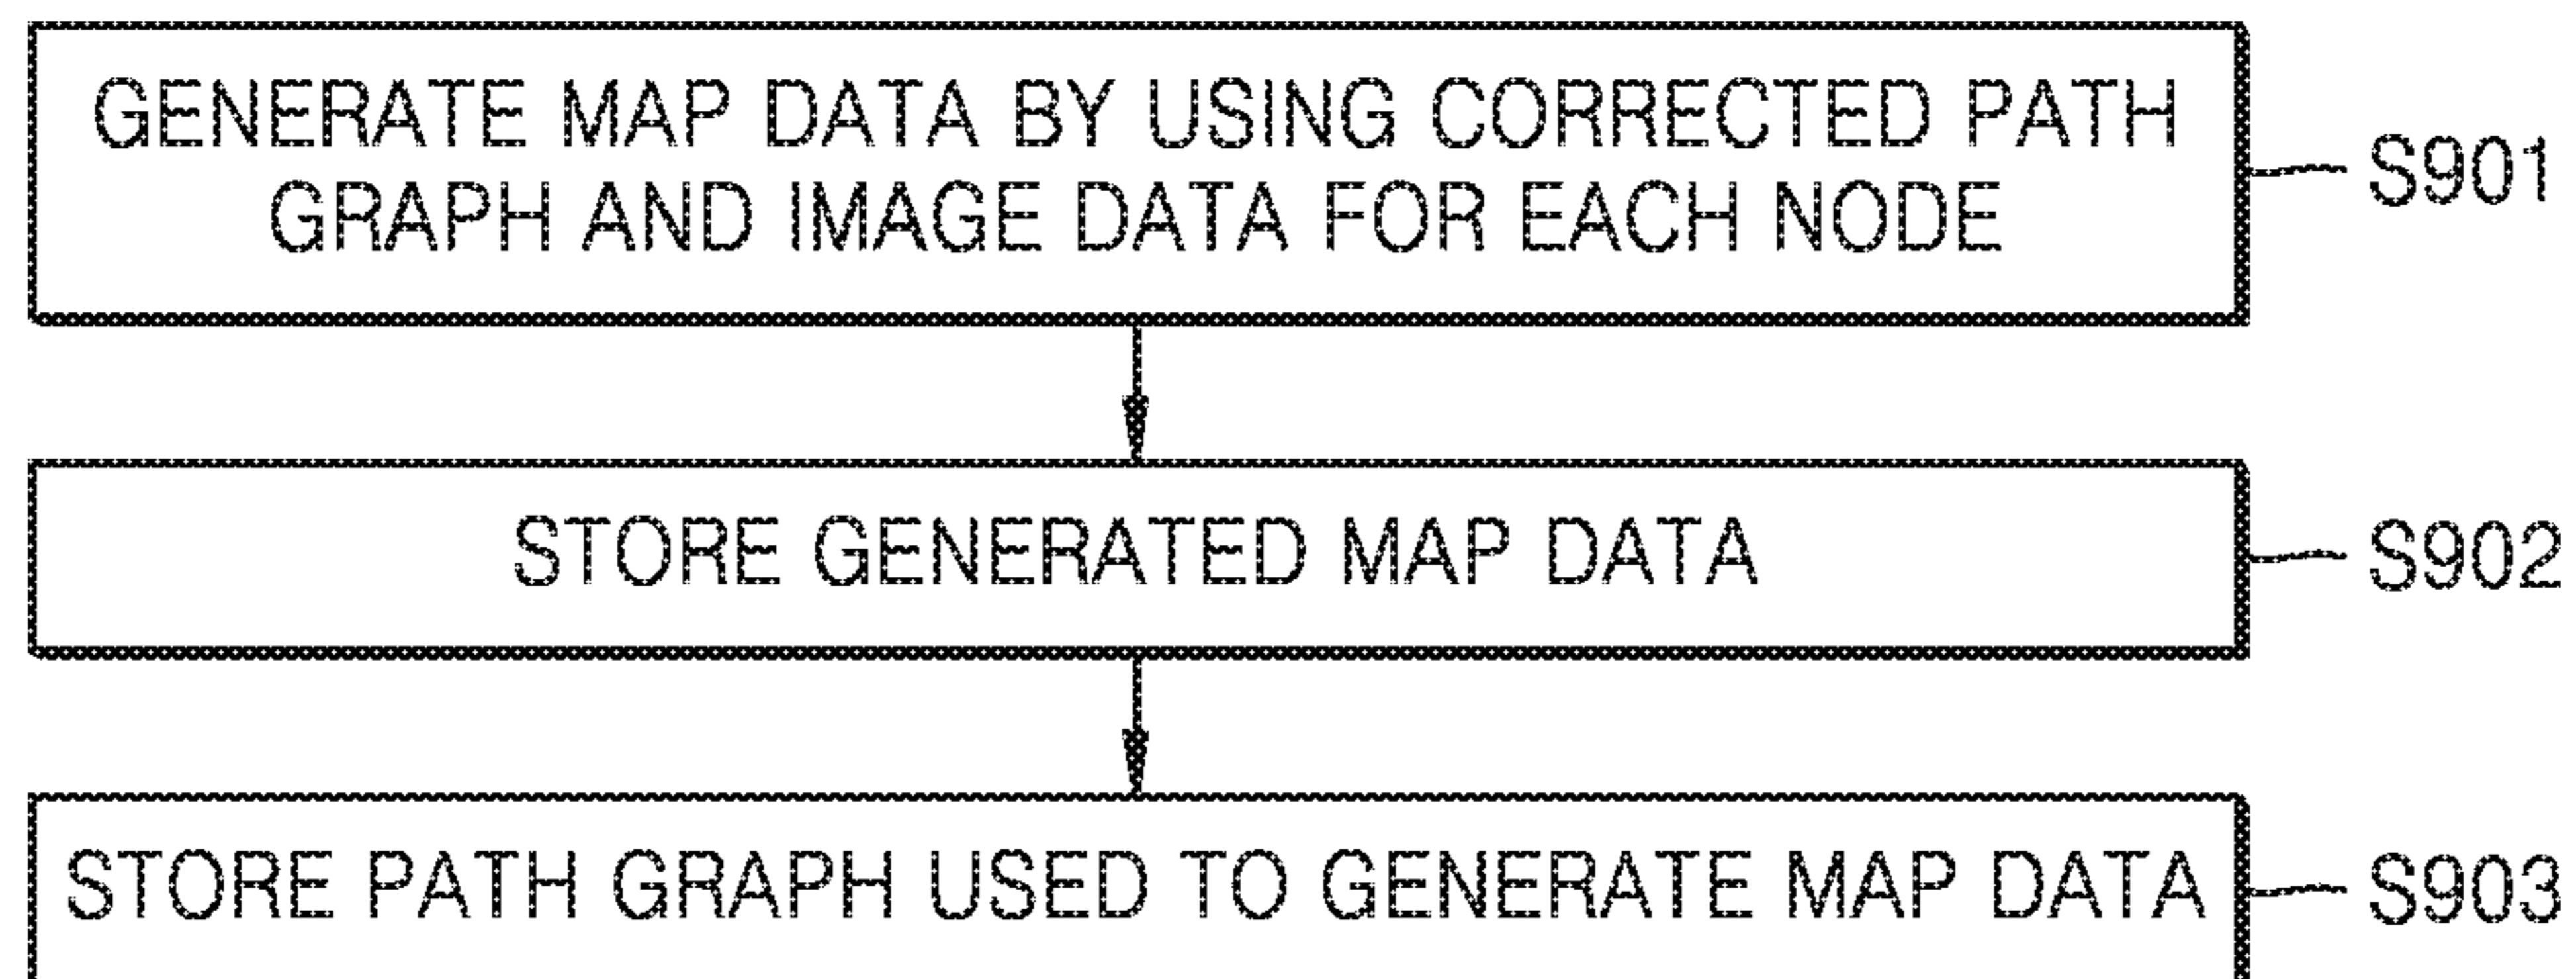 GENERATE MAP DATA BY USING CORRECTED PATH
GRAPH AND IMAGE DATA FOR EACH NODE
S901
STORE GENERATED MAP DATA
S902
STORE PATH GRAPH USED TO GENERATE MAP DATA
S903